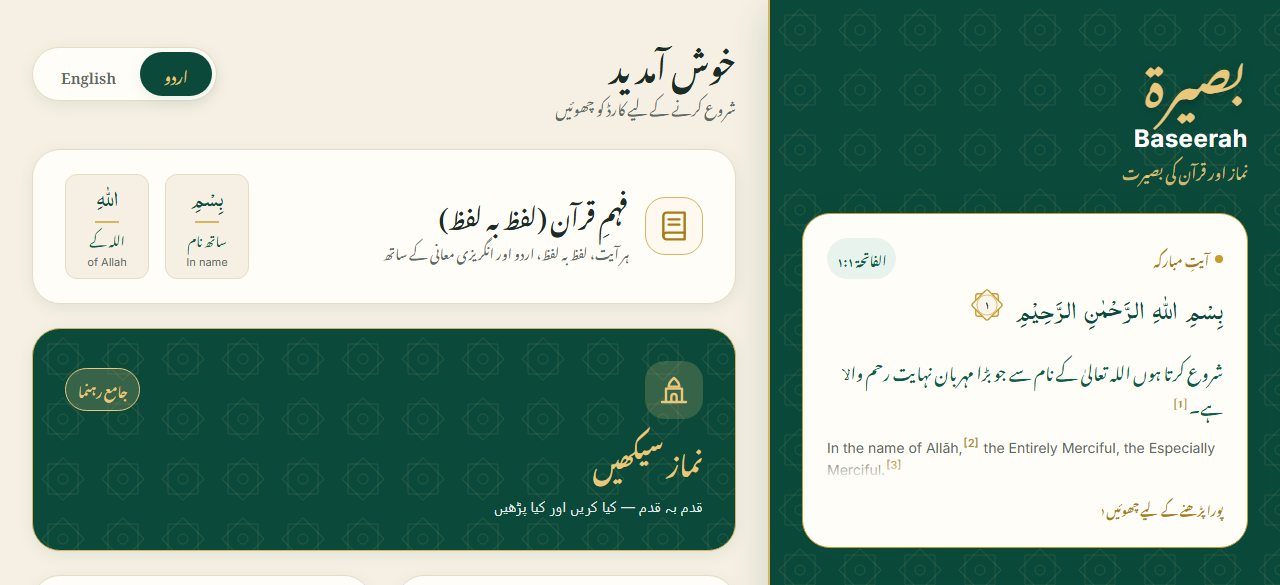 بصيرة
Baseerah
نماز اور قرآن کی بصیرت
آیتِ مبارکہ
الفاتحة ۱:۱
بِسْمِ اللّٰهِ الرَّحْمٰنِ الرَّحِيْمِ ۱
شروع کرتا ہوں اللہ تعالیٰ کے نام سے جو بڑا مہربان نہایت رحم والا
ہے۔[1]
In the name of Allāh,[2] the Entirely Merciful, the Especially
Merciful.[3]
پورا پڑھنے کے لیے چھوئیں ›
خوش آمدید
شروع کرنے کے لیے کارڈ کو چھوئیں
اردو
English
فہمِ قرآن (لفظ بہ لفظ)
ہر آیت، لفظ بہ لفظ، اردو اور انگریزی معانی کے ساتھ
بِسْمِ
ساتھ نام
In name
اللّٰهِ
اللہ کے
of Allah
جامع رہنما
نماز سیکھیں
قدم بہ قدم — کیا کریں اور کیا پڑھیں